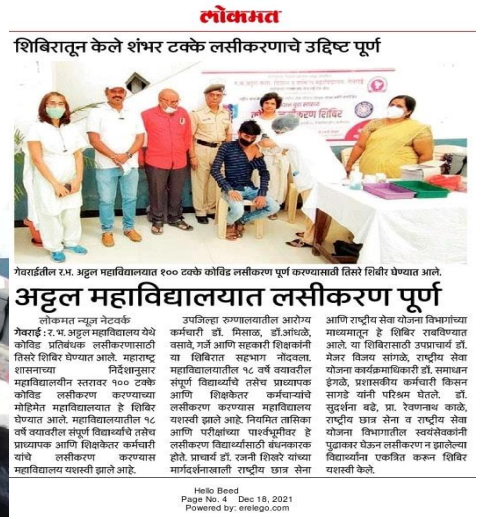 लोकमत
शिबिरातून केले शंभर टक्के लसीकरणाचे उद्दिष्ट पूर्ण
गेवराईतील र.भ. अट्टल महाविद्यालयात १०० टक्के कोविड लसीकरण पूर्ण करण्यासाठी तिसरे शिबीर घेण्यात आले.
अट्टल महाविद्यालयात लसीकरण पूर्ण
लोकमत न्यूज नेटवर्क
गेवराई : र. भ. अट्टल महाविद्यालय येथे
कोविड प्रतिबंधक लसीकरणासाठी
तिसरे शिबिर घेण्यात आले. महाराष्ट्र
शासनाच्या निर्देशानुसार
महाविद्यालयीन स्तरावर १०० टक्के
कोविड लसीकरण करण्याच्या
मोहिमेत महाविद्यालयात हे शिबिर
घेण्यात आले. महाविद्यालयातील १८
वर्षे वयावरील संपूर्ण विद्यार्थ्यांचे तसेच
प्राध्यापक आणि शिक्षकेतर कर्मचारी
यांचे लसीकरण करण्यास
महाविद्यालय यशस्वी झाले आहे.
उपजिल्हा रुग्णालयातील आरोग्य
कर्मचारी डॉ. मिसाळ, डॉ.आंधळे,
वसावे, गर्जे आणि सहकारी शिक्षकांनी
या शिबिरात सहभाग नोंदवला.
महाविद्यालयातील १८ वर्षे वयावरील
संपूर्ण विद्यार्थ्यांचे तसेच प्राध्यापक
आणि शिक्षकेतर कर्मचाऱ्यांचे
लसीकरण करण्यास महाविद्यालय
यशस्वी झाले आहे. नियमित तासिका
आणि परीक्षांच्या पार्श्वभूमीवर हे
लसीकरण विद्यार्थ्यांसाठी बंधनकारक
होते. प्राचार्य डॉ. रजनी शिखरे यांच्या
मार्गदर्शनाखाली राष्ट्रीय छात्र सेना
आणि राष्ट्रीय सेवा योजना विभागांच्या
माध्यमातून हे शिबिर राबविण्यात
आले. या शिबिरासाठी उपप्राचार्य डॉ.
मेजर विजय सांगळे, राष्ट्रीय सेवा
योजना कार्यक्रमाधिकारी डॉ. समाधान
इंगळे, प्रशासकीय कर्मचारी किसन
सागडे यांनी परिश्रम घेतले. डॉ.
सुदर्शना बढे, प्रा. रेवणनाथ काळे,
राष्ट्रीय छात्र सेना व राष्ट्रीय सेवा
योजना विभागातील स्वयंसेवकांनी
पुढाकार घेऊन लसीकरण न झालेल्या
विद्यार्थ्यांना एकत्रित करून शिबिर
यशस्वी केले.
Hello Beed
Page No. 4 Dec 18, 2021
Powered by: erelego.com